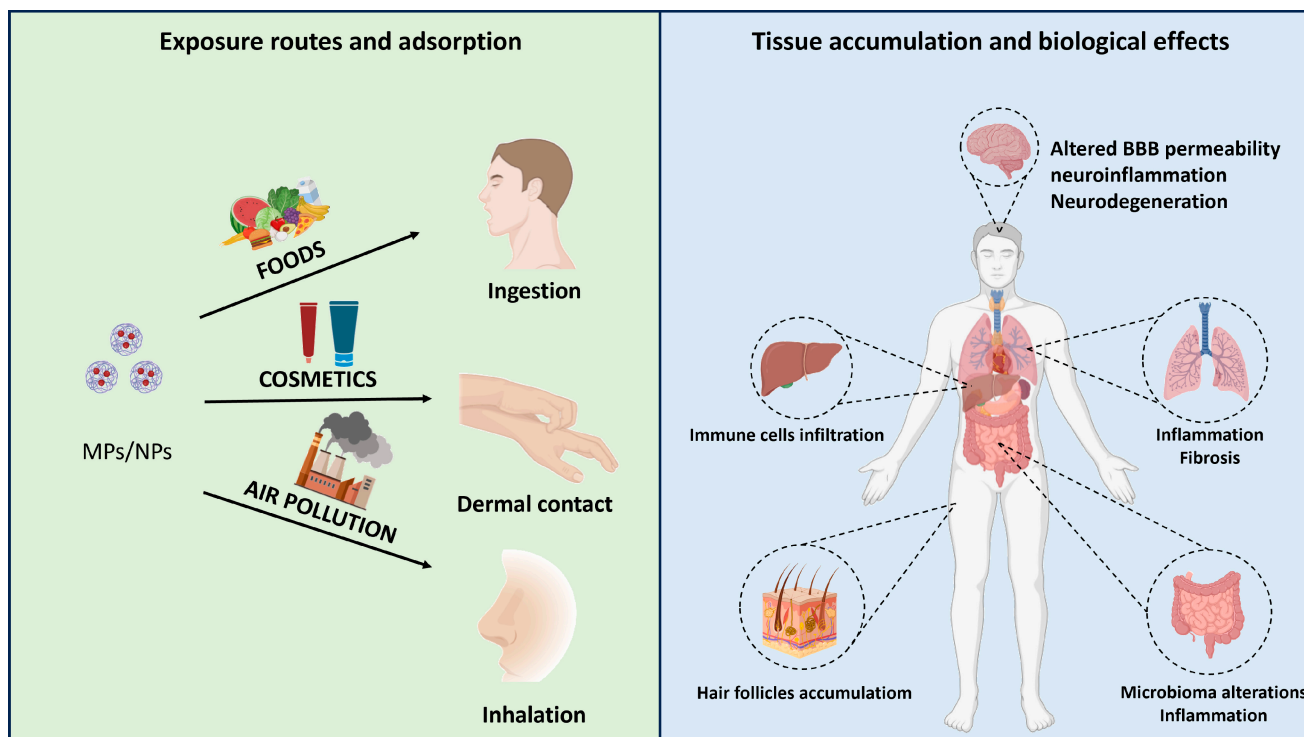 Exposure routes and adsorption
FOODS
Ingestion
MPs/NPs
COSMETICS
Dermal contact
AIR POLLUTION
Inhalation
Tissue accumulation and biological effects
Altered BBB permeability
neuroinflammation
Neurodegeneration
Immune cells infiltration
Inflammation
Fibrosis
Hair follicles accumulatiom
Microbioma alterations
Inflammation